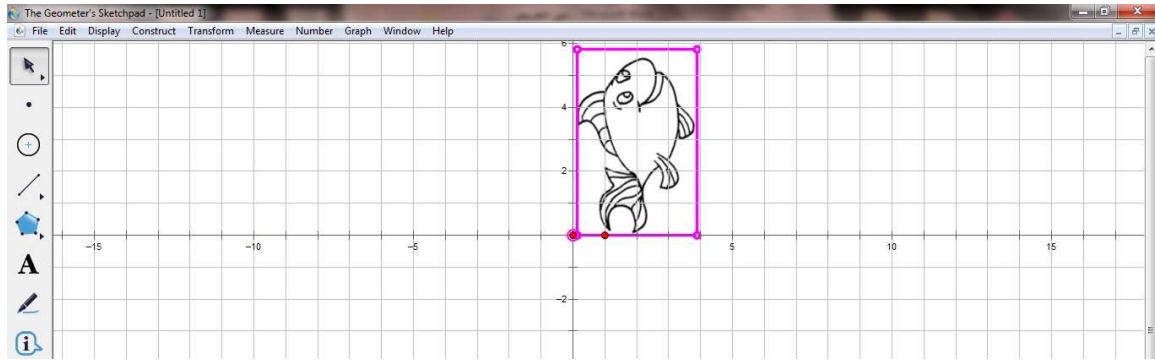 The Geometer's Sketchpad - [Untitled 1]
File Edit Display Construct Transform Measure Number Graph Window Help
6
4
2
−15 −10 −5 5 10 15
A
−2
i